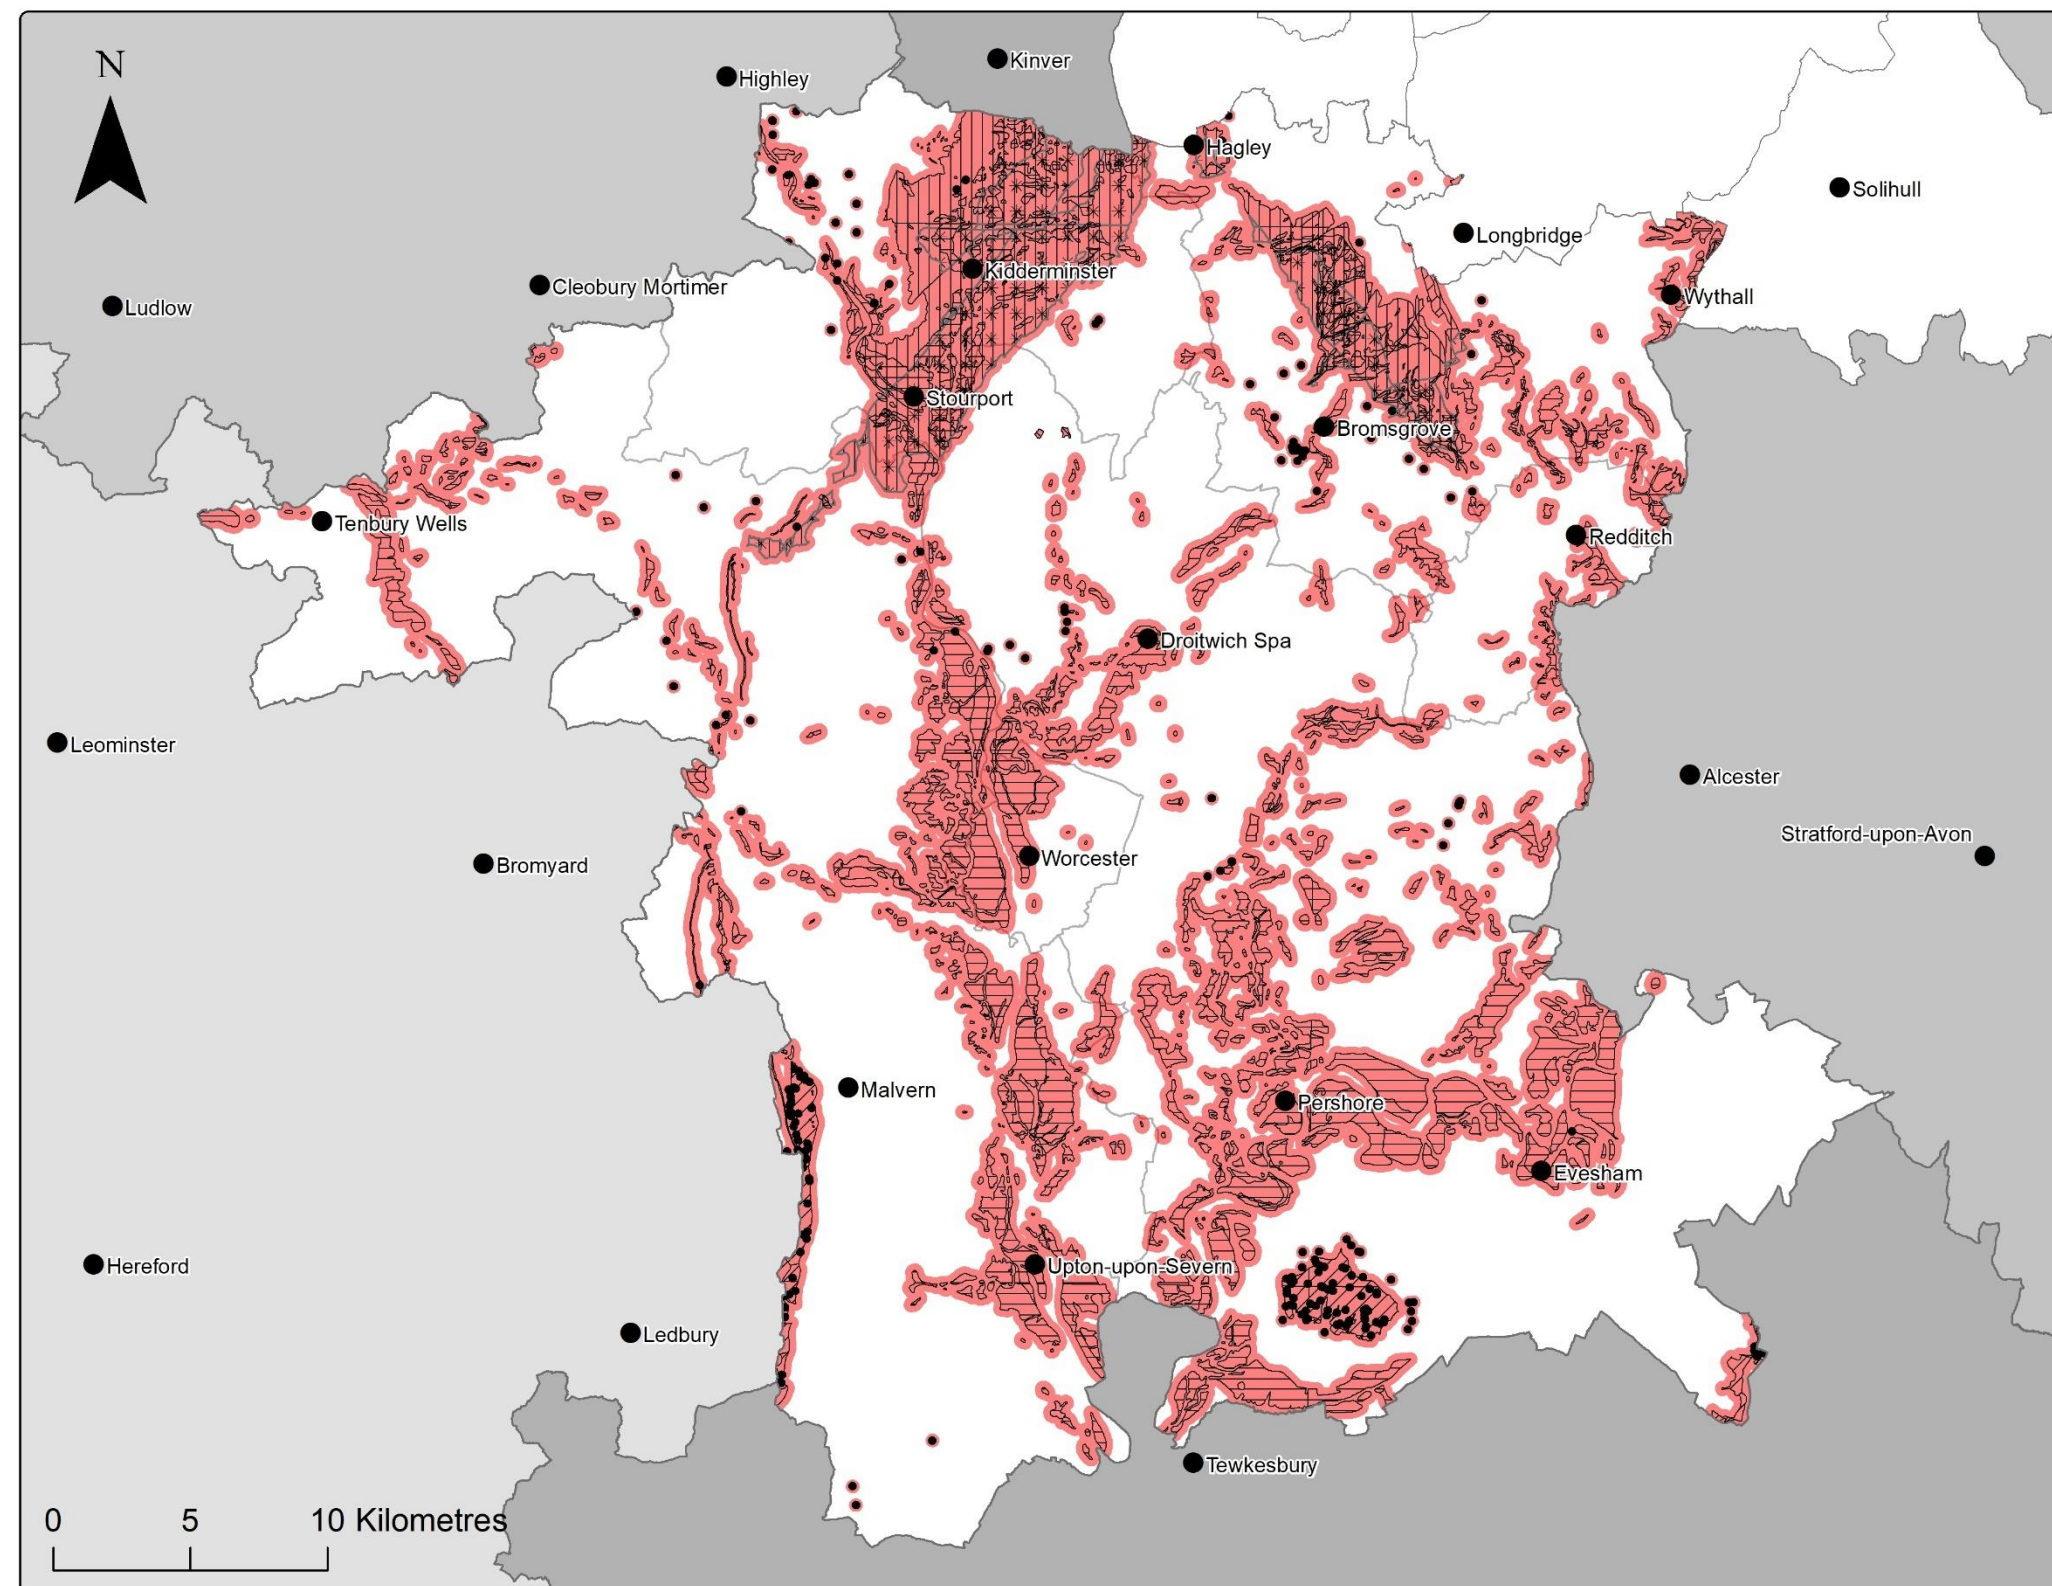 N
Kinver
Highley
Hagley
Solihull
Longbridge
Kidderminster
Cleobury Mortimer
Wythall
Ludlow
Stourport
Bromsgrove
Tenbury Wells
Redditch
Droitwich Spa
Leominster
Alcester
Stratford-upon-Avon
Worcester
Bromyard
Malvern
Pershore
Evesham
Hereford
Upton-upon-Severn
Ledbury
Tewkesbury
0 5 10 Kilometres